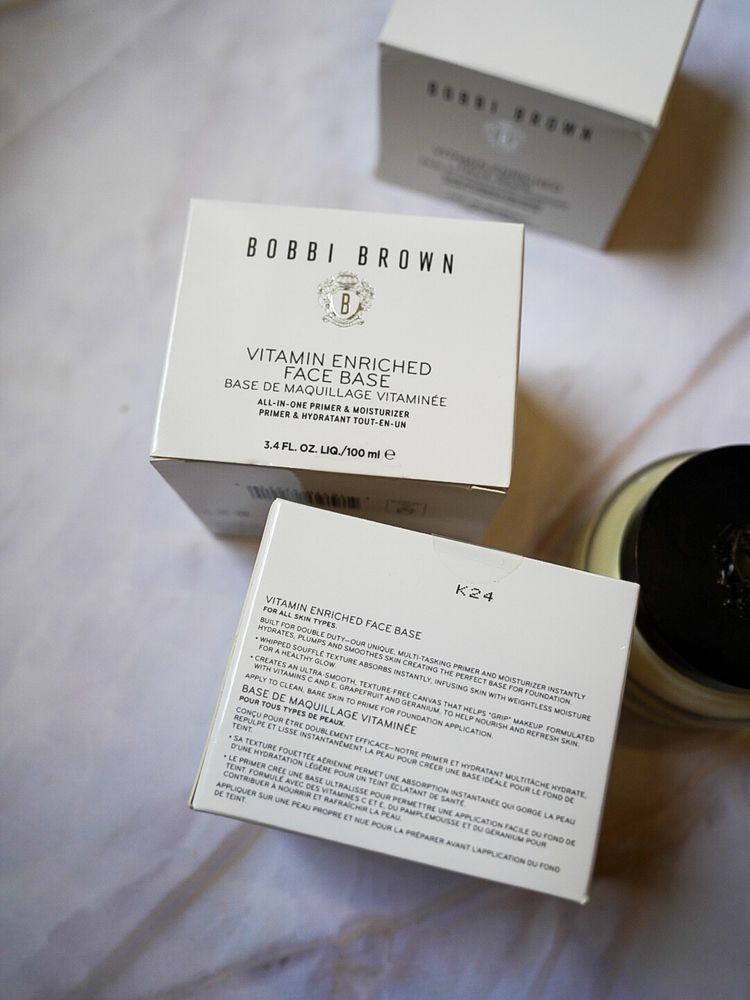 BOBBI BROWN
VITAMIN ENRICHED
BOBBI BROWN
B
VITAMIN ENRICHED
FACE BASE
BASE DE MAQUILLAGE VITAMINÉE
ALL-IN-ONE PRIMER & MOISTURIZER
PRIMER & HYDRATANT TOUT-EN-UN
3.4 FL. OZ. LIQ./100 ml ℮
K24
VITAMIN ENRICHED FACE BASE
FOR ALL SKIN TYPES.
BUILT FOR DOUBLE DUTY—OUR UNIQUE, MULTI-TASKING PRIMER AND MOISTURIZER INSTANTLY
HYDRATES, PLUMPS AND SMOOTHES SKIN CREATING THE PERFECT BASE FOR FOUNDATION.
• WHIPPED SOUFFLÉ TEXTURE ABSORBS INSTANTLY, INFUSING SKIN WITH WEIGHTLESS MOISTURE
FOR A HEALTHY GLOW.
• CREATES AN ULTRA-SMOOTH, TEXTURE-FREE CANVAS THAT HELPS "GRIP" MAKEUP. FORMULATED
WITH VITAMINS C AND E, GRAPEFRUIT AND GERANIUM, TO HELP NOURISH AND REFRESH SKIN.
APPLY TO CLEAN, BARE SKIN TO PRIME FOR FOUNDATION APPLICATION.
BASE DE MAQUILLAGE VITAMINÉE
POUR TOUS TYPES DE PEAUX.
CONÇU POUR ÊTRE DOUBLEMENT EFFICACE—NOTRE PRIMER ET HYDRATANT MULTITÂCHE HYDRATE,
REPULPE ET LISSE INSTANTANÉMENT LA PEAU POUR CRÉER UNE BASE IDÉALE POUR LE FOND DE
TEINT.
• SA TEXTURE FOUETTÉE AÉRIENNE PERMET UNE ABSORPTION INSTANTANÉE QUI GORGE LA PEAU
D'UNE HYDRATATION LÉGÈRE POUR UN TEINT ÉCLATANT DE SANTÉ.
• LE PRIMER CRÉE UNE BASE ULTRALISSE POUR PERMETTRE UNE APPLICATION FACILE DU FOND DE
TEINT. FORMULÉ AVEC DES VITAMINES C ET E, DU PAMPLEMOUSSE ET DU GÉRANIUM POUR
CONTRIBUER À NOURRIR ET RAFRAÎCHIR LA PEAU.
APPLIQUER SUR UNE PEAU PROPRE ET NUE POUR LA PRÉPARER AVANT L'APPLICATION DU FOND
DE TEINT.